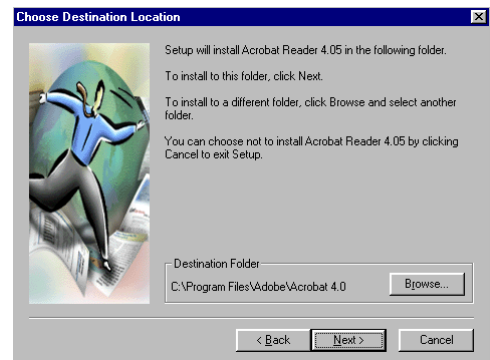 Choose Destination Location
Setup will install Acrobat Reader 4.05 in the following folder.
To install to this folder, click Next.
To install to a different folder, click Browse and select another
folder.
You can choose not to install Acrobat Reader 4.05 by clicking
Cancel to exit Setup.
Destination Folder
C:\Program Files\Adobe\Acrobat 4.0
Browse...
< Back
Next >
Cancel